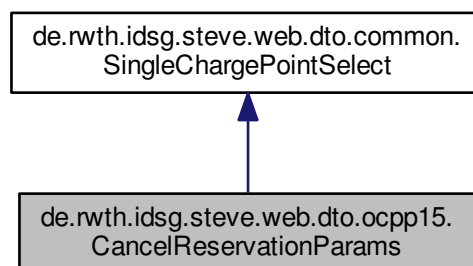 de.rwth.idsg.steve.web.dto.common.
SingleChargePointSelect
de.rwth.idsg.steve.web.dto.ocpp15.
CancelReservationParams